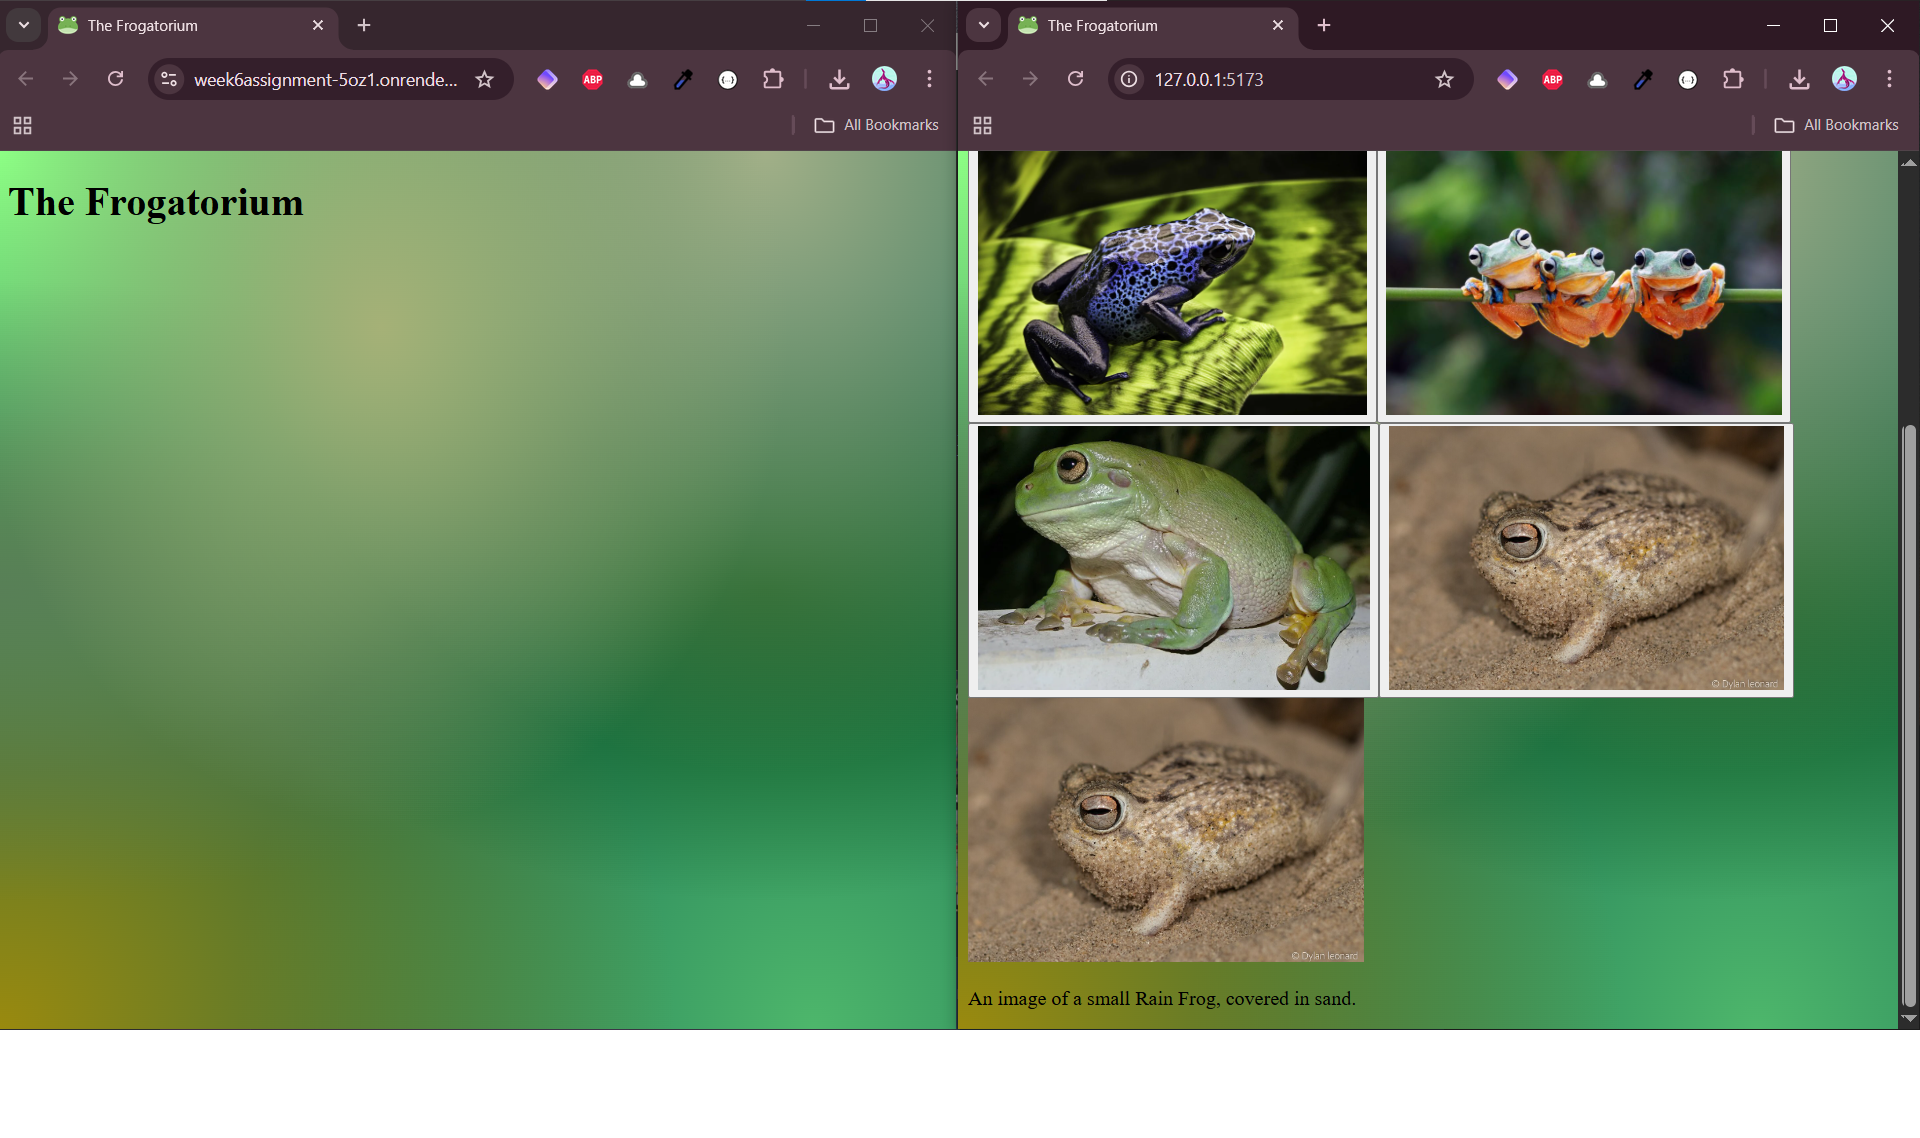 The Frogatorium
week6assignment-5oz1.onrende...
ABP
All Bookmarks
The Frogatorium
The Frogatorium
127.0.0.1:5173
ABP
All Bookmarks
© Dylan leonard
© Dylan leonard
An image of a small Rain Frog, covered in sand.